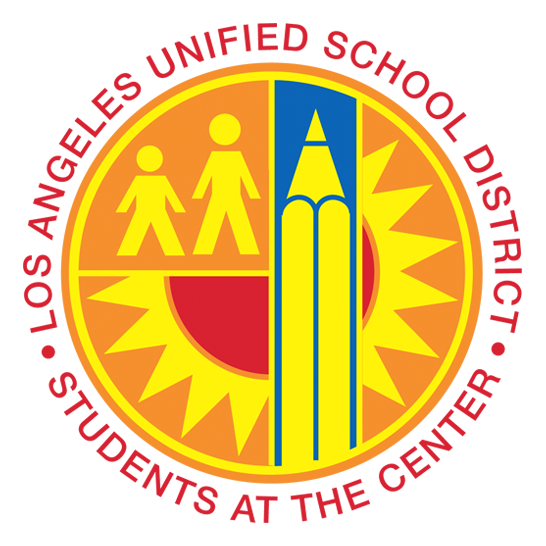 LOS ANGELES UNIFIED SCHOOL DISTRICT
• STUDENTS AT THE CENTER •